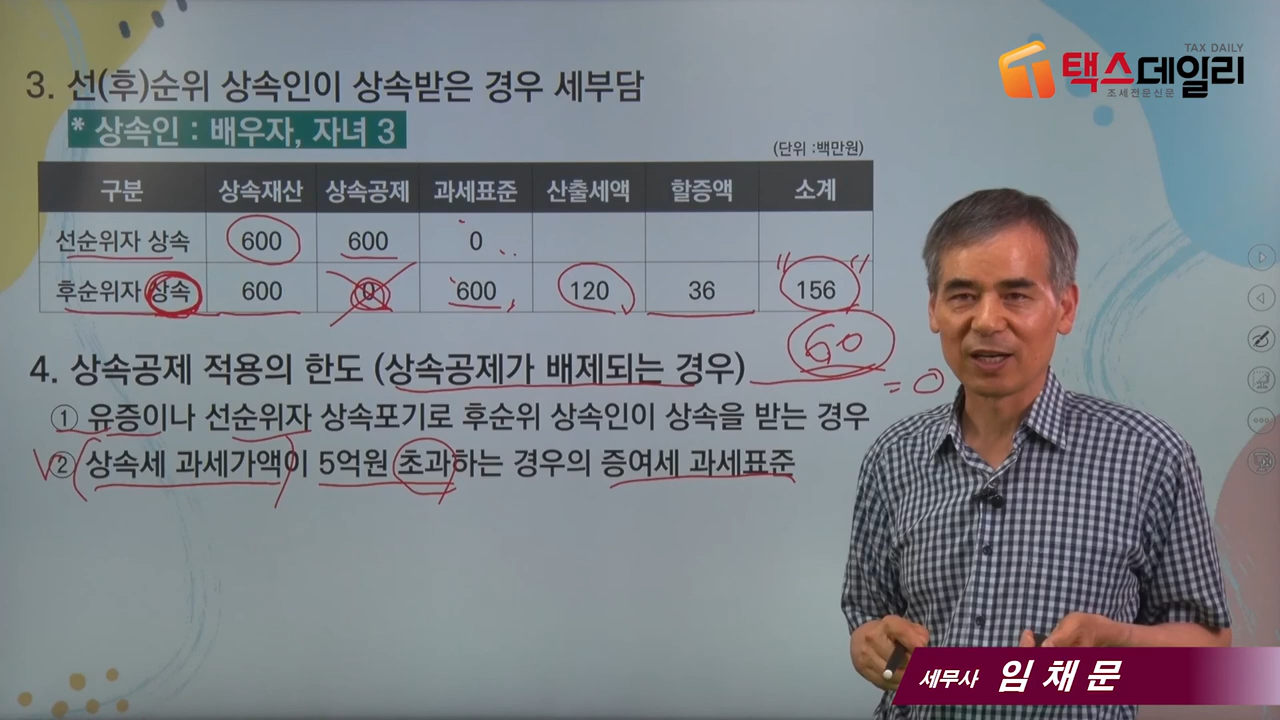 TAX DAILY
택스데일리
조세전문신문
3. 선(후)순위 상속인이 상속받은 경우 세부담
* 상속인 : 배우자, 자녀 3
(단위 :백만원)
구분 상속재산 상속공제 과세표준 산출세액 할증액 소계
선순위자 상속 600 600 0
후순위자 상속 600 0 600 120 36 156
60
= 0
4. 상속공제 적용의 한도 (상속공제가 배제되는 경우)
① 유증이나 선순위자 상속포기로 후순위 상속인이 상속을 받는 경우
② 상속세 과세가액이 5억원 초과하는 경우의 증여세 과세표준
세무사 임채문